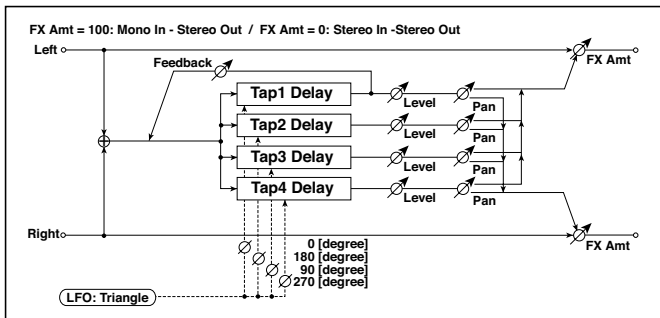 FX Amt = 100: Mono In - Stereo Out / FX Amt = 0: Stereo In -Stereo Out
Left
FX Amt
Feedback
Tap1 Delay
Level
Pan
Tap2 Delay
Level
Pan
Tap3 Delay
Level
Pan
Tap4 Delay
Level
Pan
Right
FX Amt
0 [degree]
180 [degree]
90 [degree]
270 [degree]
LFO: Triangle